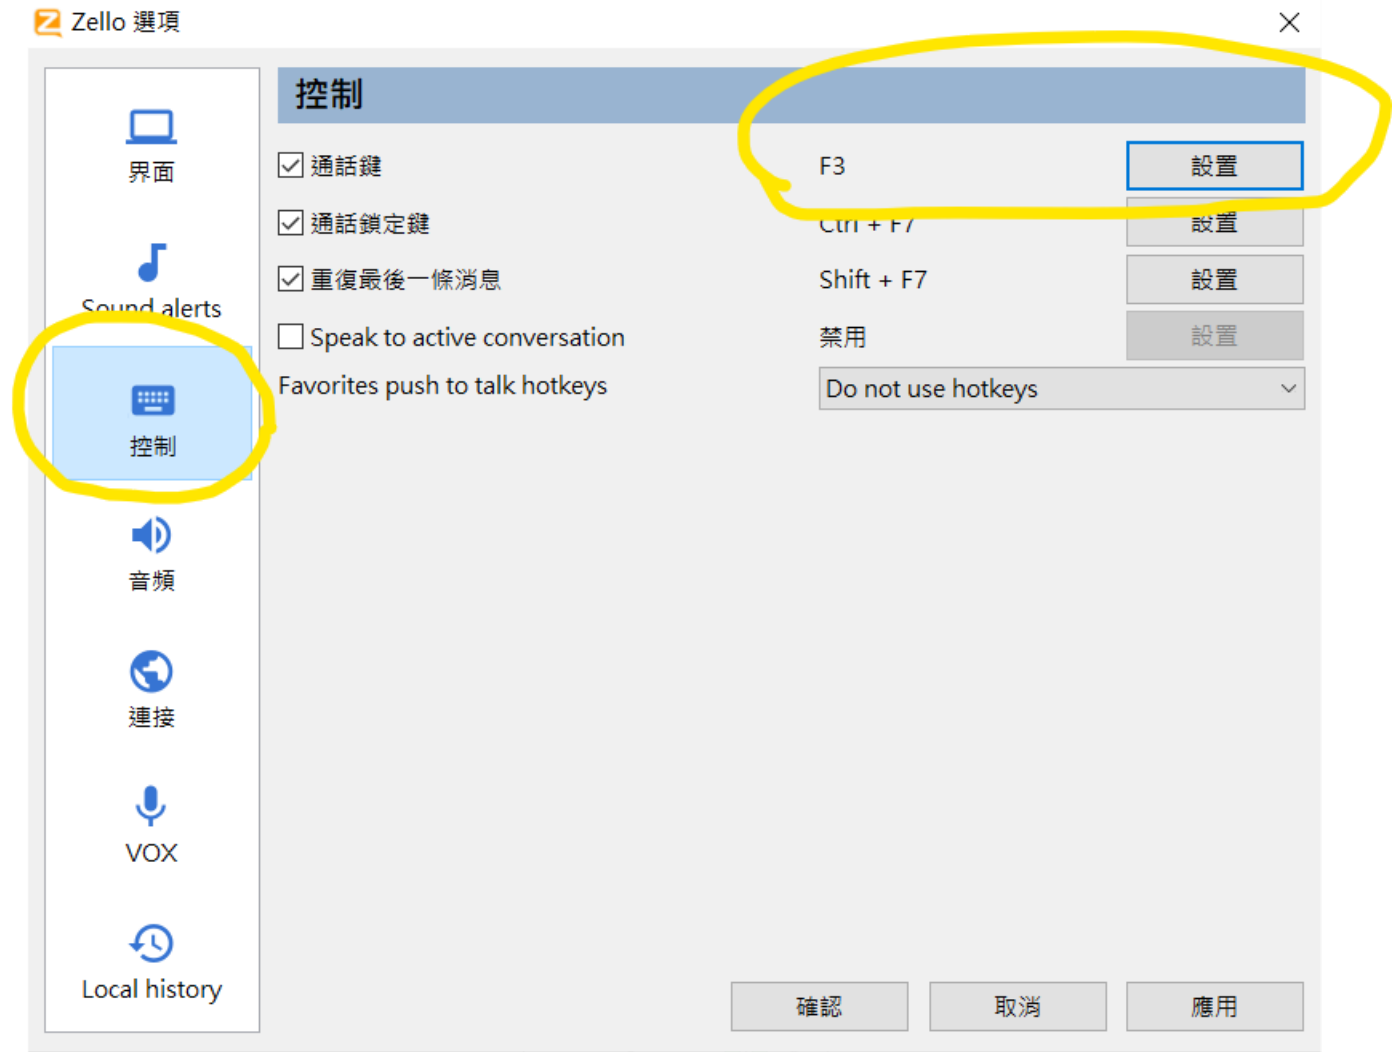 Zello 選項
界面
Sound alerts
控制
音頻
連接
VOX
Local history
控制
通話鍵 F3 設置
通話鎖定鍵 Ctrl + F7 設置
重復最後一條消息 Shift + F7 設置
Speak to active conversation 禁用 設置
Favorites push to talk hotkeys Do not use hotkeys
確認 取消 應用